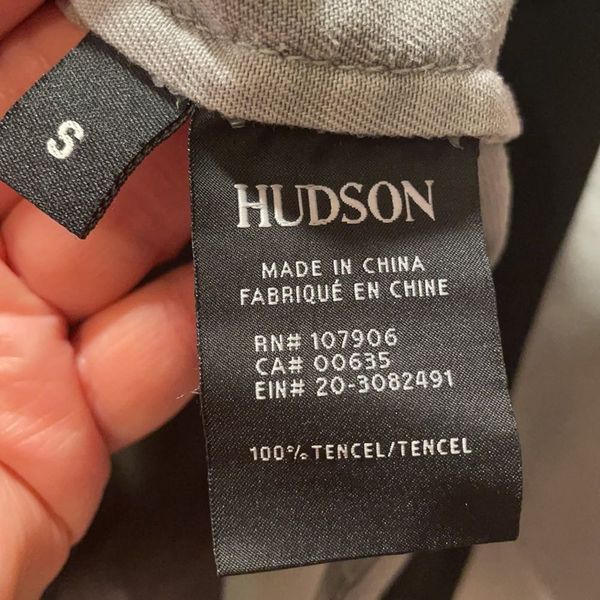 S
HUDSON
MADE IN CHINA
FABRIQUÉ EN CHINE
RN# 107906
CA# 00635
EIN# 20-3082491
100% TENCEL/TENCEL